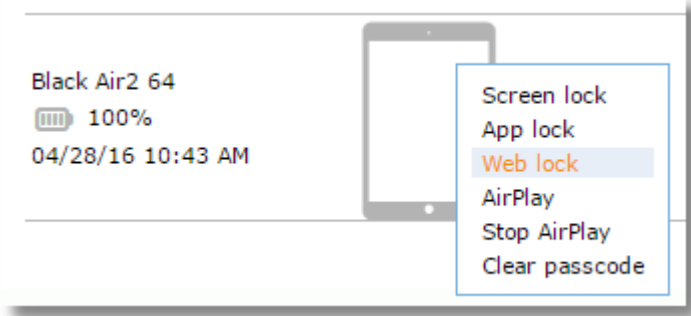 Black Air2 64
100%
04/28/16 10:43 AM
Screen lock
App lock
Web lock
AirPlay
Stop AirPlay
Clear passcode